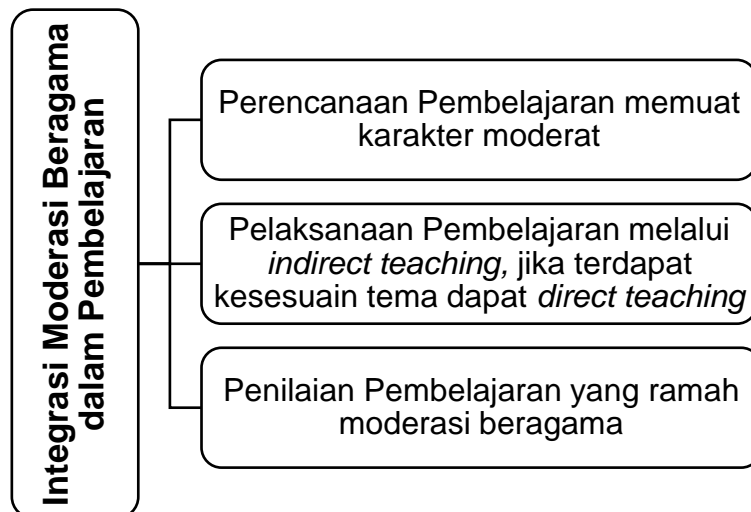 Integrasi Moderasi Beragama
dalam Pembelajaran
Perencanaan Pembelajaran memuat
karakter moderat
Pelaksanaan Pembelajaran melalui
indirect teaching, jika terdapat
kesesuain tema dapat direct teaching
Penilaian Pembelajaran yang ramah
moderasi beragama